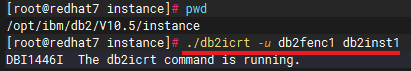 [root@redhat7 instance]# pwd
/opt/ibm/db2/V10.5/instance
[root@redhat7 instance]# ./db2icrt -u db2fenc1 db2inst1
DBI1446I  The db2icrt command is running.